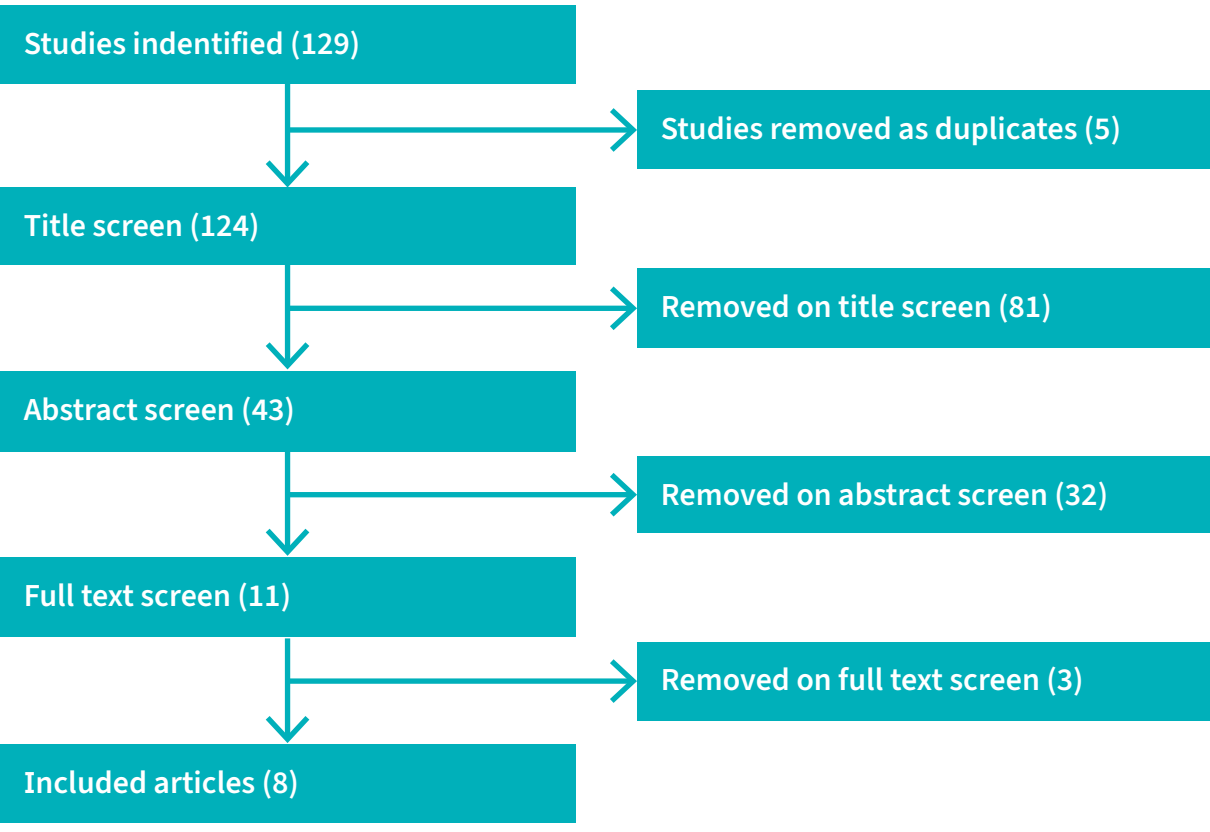 Studies indentified (129)
Studies removed as duplicates (5)
Title screen (124)
Removed on title screen (81)
Abstract screen (43)
Removed on abstract screen (32)
Full text screen (11)
Removed on full text screen (3)
Included articles (8)